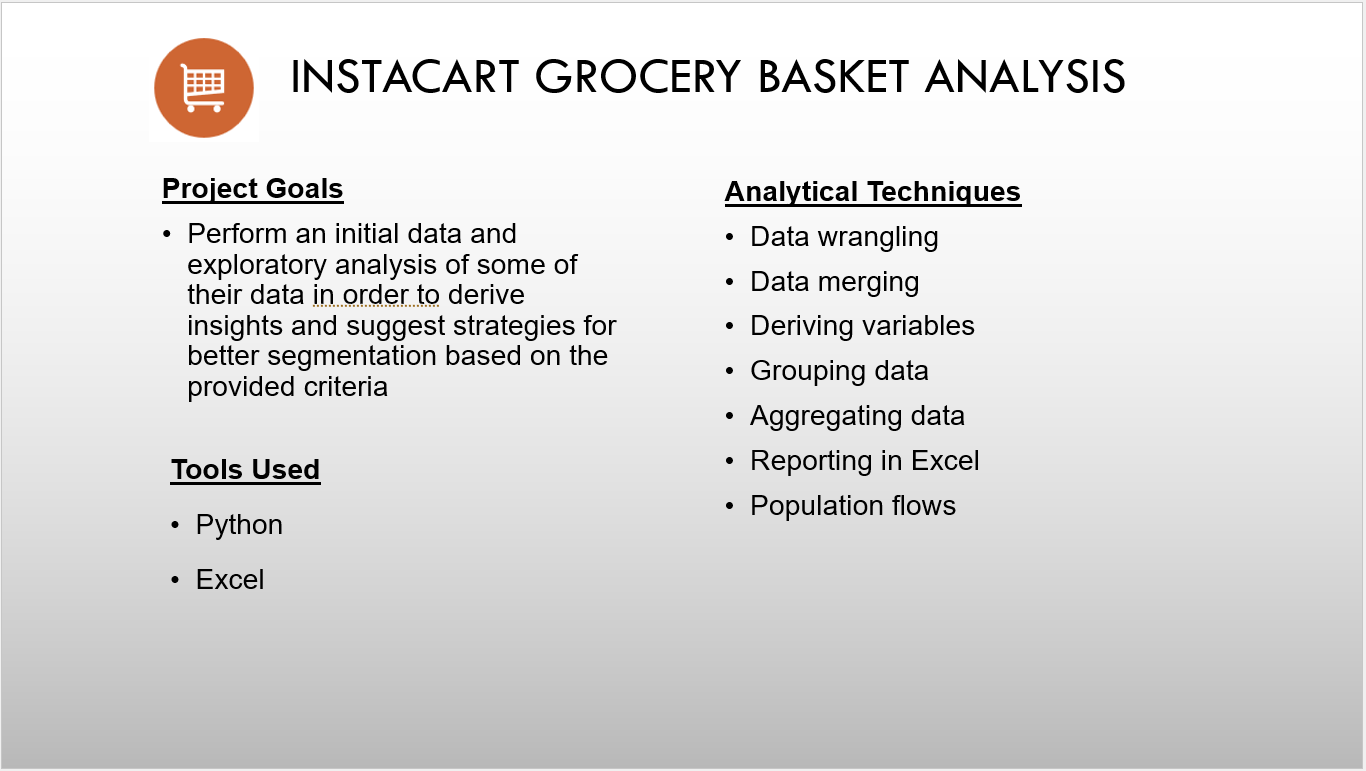 INSTACART GROCERY BASKET ANALYSIS
Project Goals
• Perform an initial data and
exploratory analysis of some of
their data in order to derive
insights and suggest strategies for
better segmentation based on the
provided criteria
Tools Used
• Python
• Excel
Analytical Techniques
• Data wrangling
• Data merging
• Deriving variables
• Grouping data
• Aggregating data
• Reporting in Excel
• Population flows